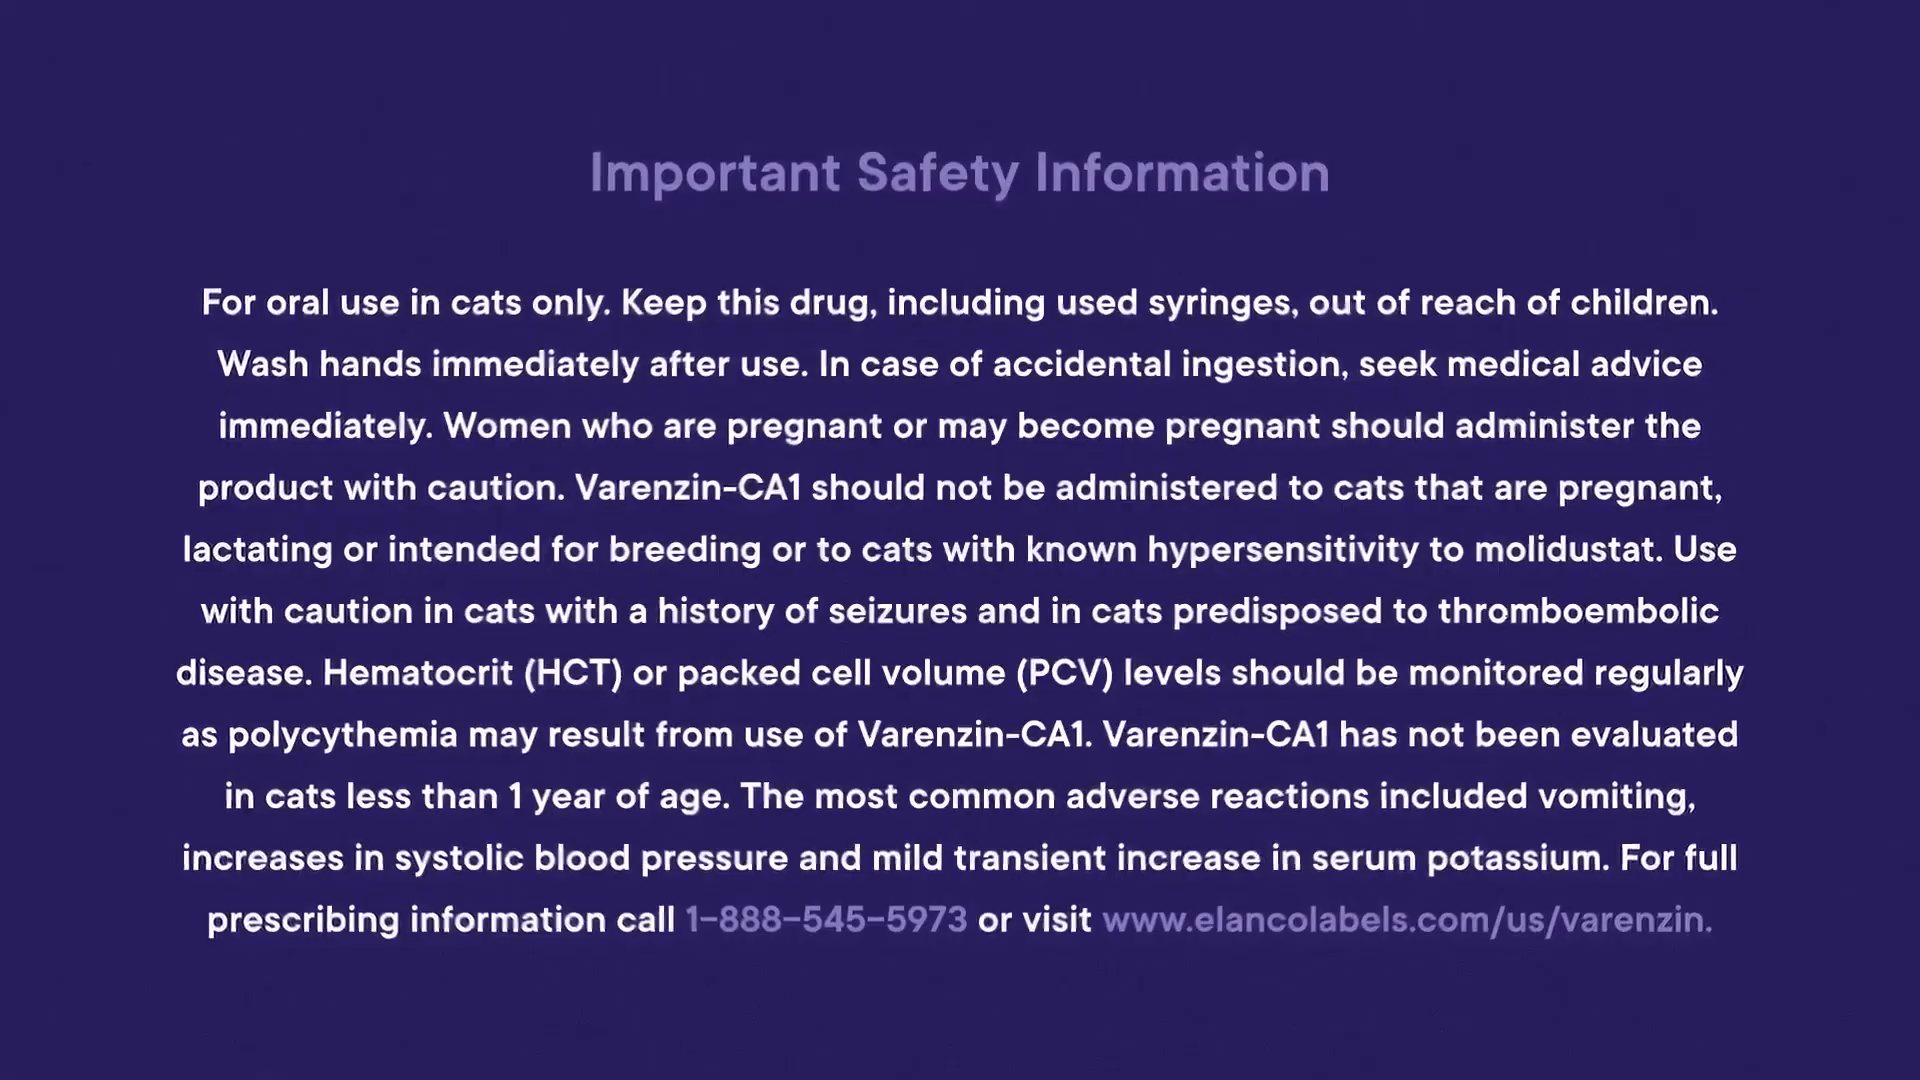 Important Safety Information
For oral use in cats only. Keep this drug, including used syringes, out of reach of children.
Wash hands immediately after use. In case of accidental ingestion, seek medical advice
immediately. Women who are pregnant or may become pregnant should administer the
product with caution. Varenzin-CA1 should not be administered to cats that are pregnant,
lactating or intended for breeding or to cats with known hypersensitivity to molidustat. Use
with caution in cats with a history of seizures and in cats predisposed to thromboembolic
disease. Hematocrit (HCT) or packed cell volume (PCV) levels should be monitored regularly
as polycythemia may result from use of Varenzin-CA1. Varenzin-CA1 has not been evaluated
in cats less than 1 year of age. The most common adverse reactions included vomiting,
increases in systolic blood pressure and mild transient increase in serum potassium. For full
prescribing information call 1-888-545-5973 or visit www.elancolabels.com/us/varenzin.